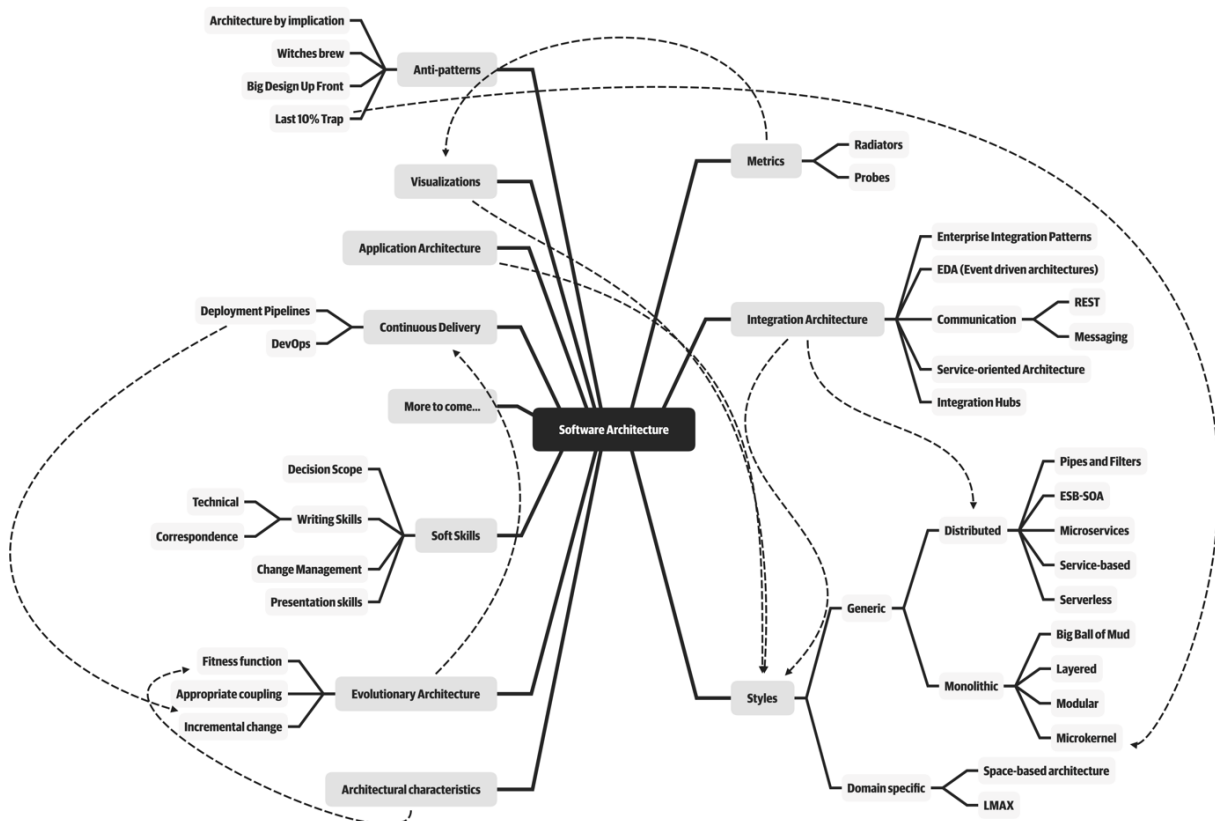 Architecture by implication
Witches brew
Anti-patterns
Big Design Up Front
Last 10% Trap
Visualizations
Application Architecture
Deployment Pipelines
Continuous Delivery
DevOps
More to come...
Software Architecture
Decision Scope
Technical
Writing Skills
Correspondence
Soft Skills
Change Management
Presentation skills
Fitness function
Appropriate coupling
Evolutionary Architecture
Incremental change
Architectural characteristics
Metrics
Radiators
Probes
Integration Architecture
Enterprise Integration Patterns
EDA (Event driven architectures)
Communication
REST
Messaging
Service-oriented Architecture
Integration Hubs
Styles
Generic
Distributed
Pipes and Filters
ESB-SOA
Microservices
Service-based
Serverless
Monolithic
Big Ball of Mud
Layered
Modular
Microkernel
Domain specific
Space-based architecture
LMAX